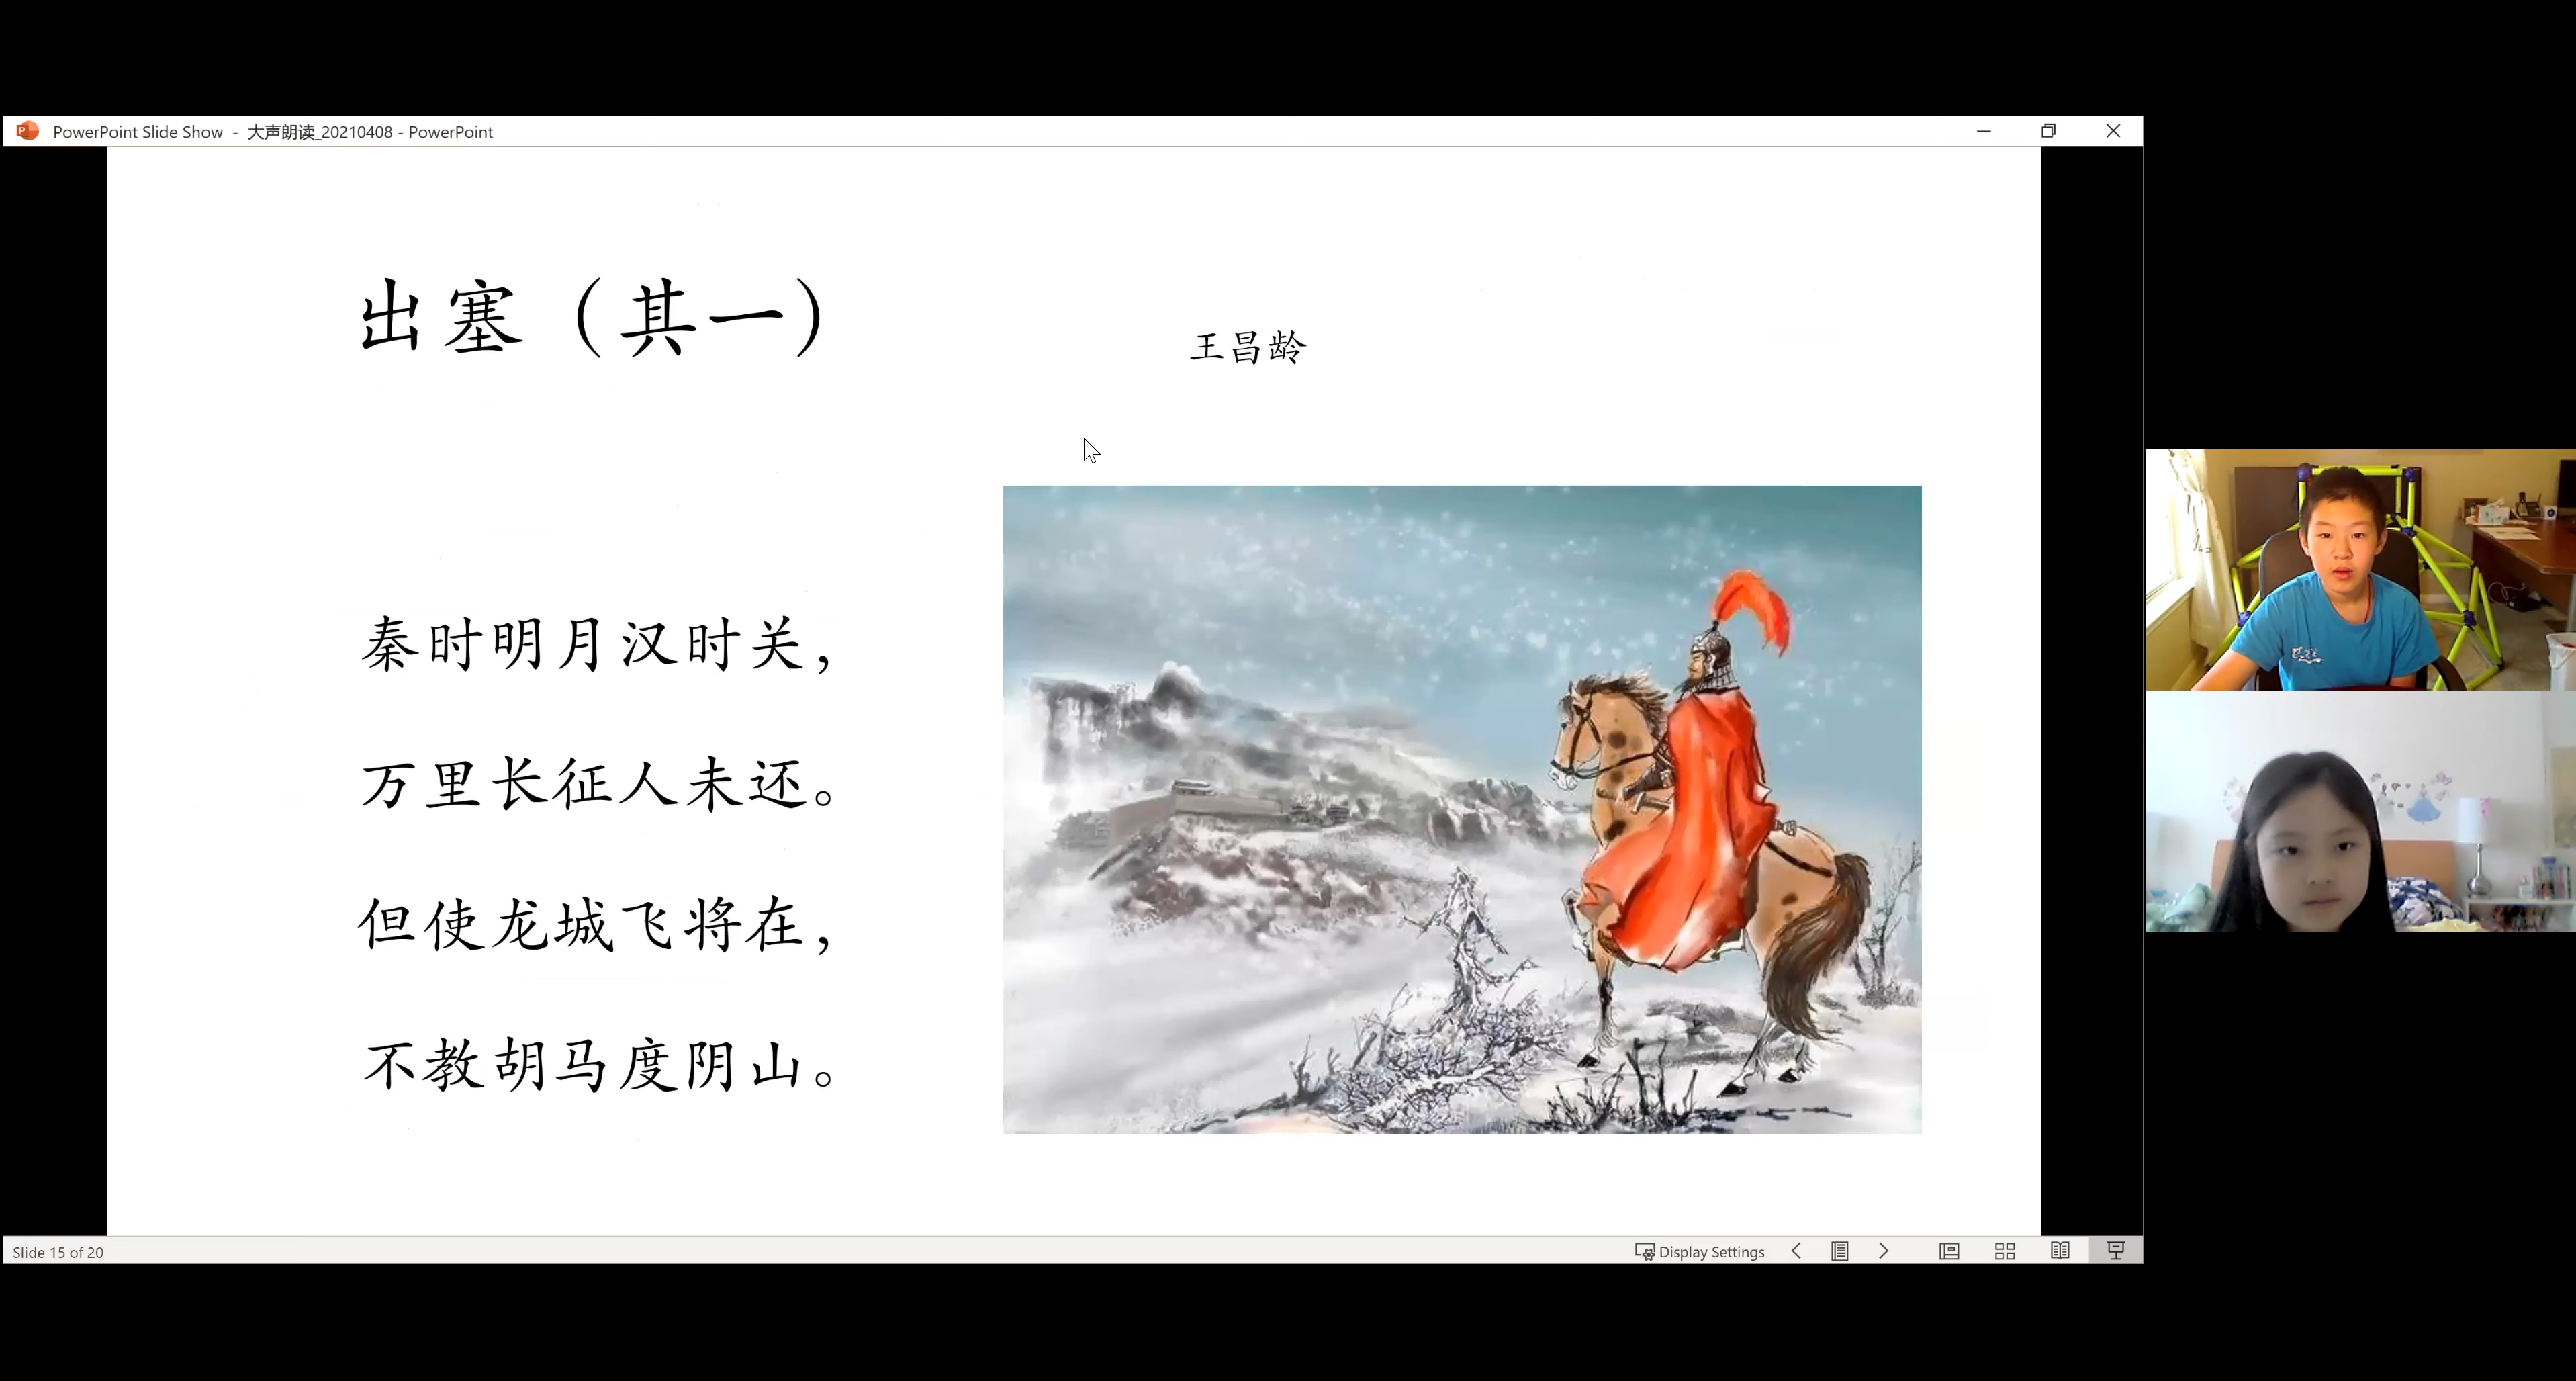 PowerPoint Slide Show - 大声朗读_20210408 - PowerPoint
出塞（其一）
王昌龄
秦时明月汉时关，
万里长征人未还。
但使龙城飞将在，
不教胡马度阴山。
Slide 15 of 20
Display Settings